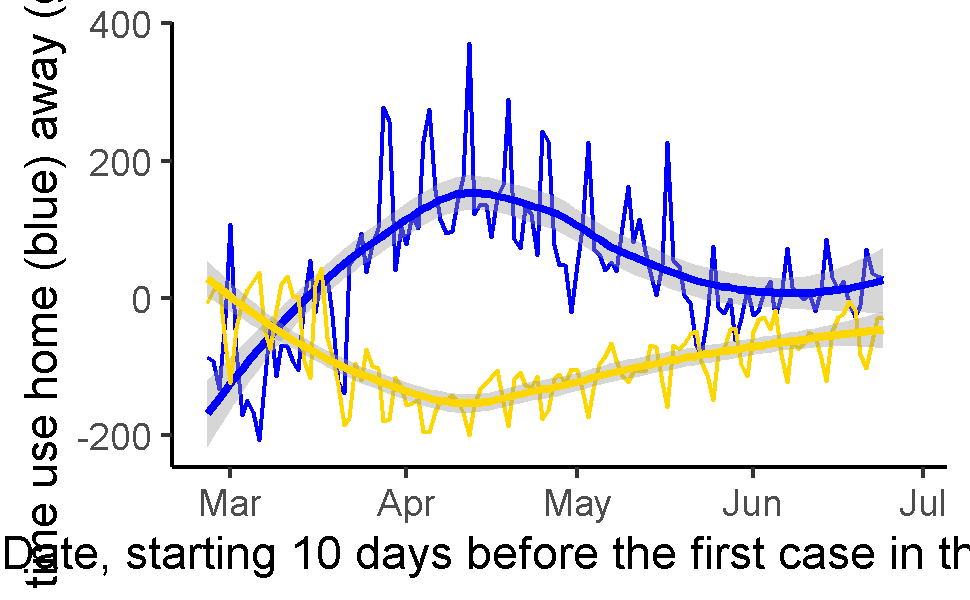 400
200
0
-200
time use home (blue) away (
Mar Apr May Jun Jul
Date, starting 10 days before the first case in th